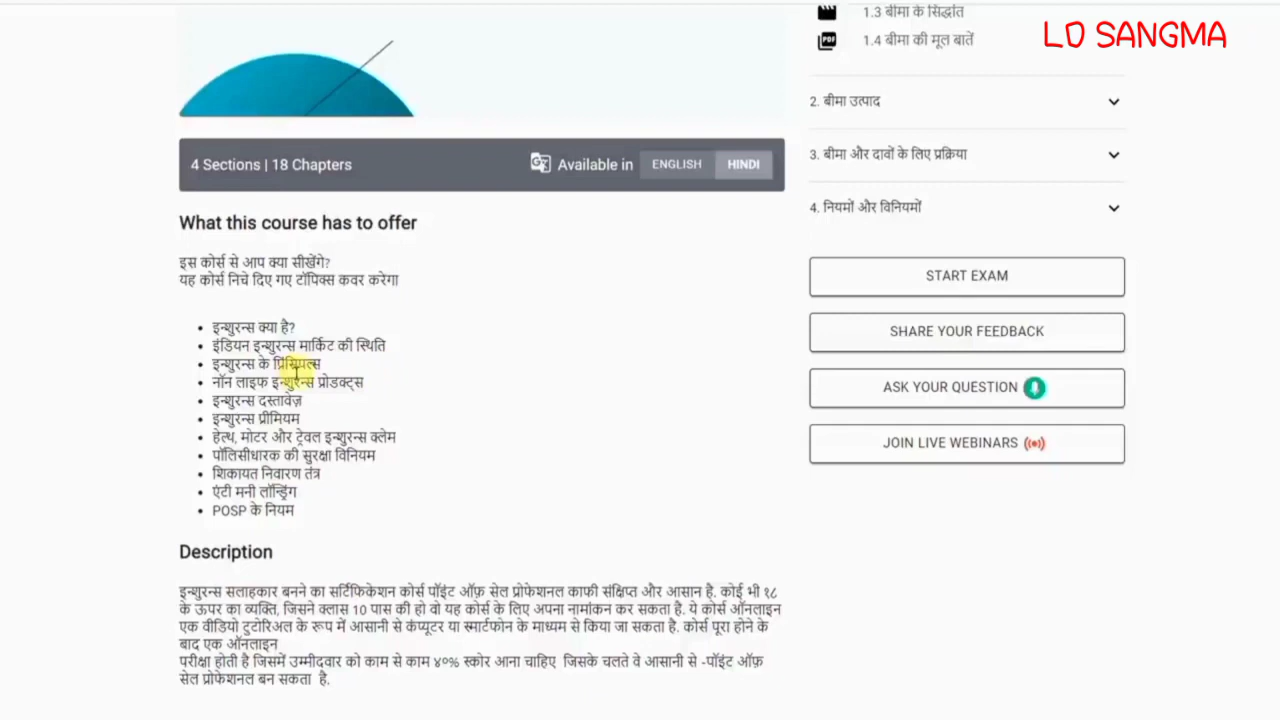 1.3 बीमा के सिद्धांत
PDF
1.4 बीमा की मूल बातें
LD SANGMA
2. बीमा उत्पाद
3. बीमा और दावों के लिए प्रक्रिया
4. नियमों और विनियमों
START EXAM
SHARE YOUR FEEDBACK
ASK YOUR QUESTION
JOIN LIVE WEBINARS
4 Sections | 18 Chapters
Available in ENGLISH HINDI
What this course has to offer
इस कोर्स से आप क्या सीखेंगे?
यह कोर्स निचे दिए गए टॉपिक्स कवर करेगा
इन्शुरन्स क्या है?
इंडियन इन्शुरन्स मार्किट की स्थिति
इन्शुरन्स के प्रिंसिपल्स
नॉन लाइफ इन्शुरन्स प्रोडक्ट्स
इन्शुरन्स दस्तावेज़
इन्शुरन्स प्रीमियम
हेल्थ, मोटर और ट्रेवल इन्शुरन्स क्लेम
पॉलिसीधारक की सुरक्षा विनियम
शिकायत निवारण तंत्र
एंटी मनी लॉन्ड्रिंग
POSP के नियम
Description
इन्शुरन्स सलाहकार बनने का सर्टिफिकेशन कोर्स पॉइंट ऑफ़ सेल प्रोफेशनल काफी संक्षिप्त और आसान है. कोई भी १८
के ऊपर का व्यक्ति, जिसने क्लास 10 पास की हो वो यह कोर्स के लिए अपना नामांकन कर सकता है. ये कोर्स ऑनलाइन
एक वीडियो टुटोरिअल के रूप में आसानी से कंप्यूटर या स्मार्टफोन के माध्यम से किया जा सकता है. कोर्स पूरा होने के
बाद एक ऑनलाइन
परीक्षा होती है जिसमें उम्मीदवार को काम से काम ४०% स्कोर आना चाहिए जिसके चलते वे आसानी से -पॉइंट ऑफ़
सेल प्रोफेशनल बन सकता है.